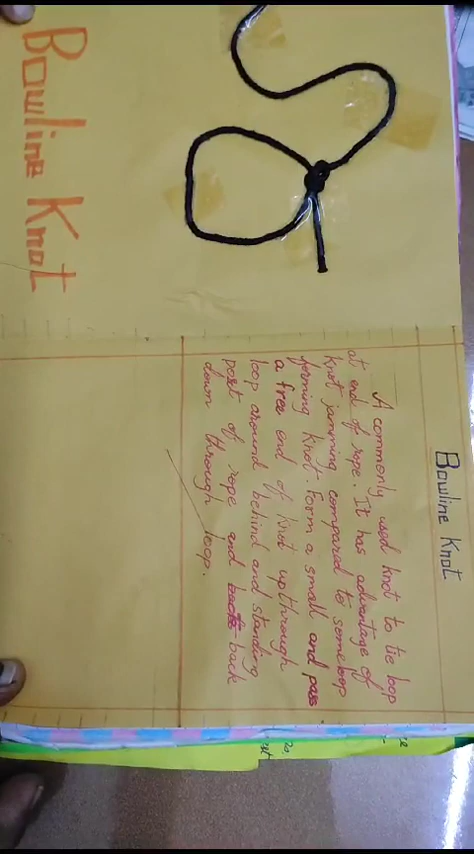 Bowline Knot
Bowline Knot
A commonly used knot to tie loop
at end of rope. It has advantage of
knot jamming compared to some loop
forming knot. Form a small and pass
a free end of knot up through
loop around behind and standing
post of rope and back
down through loop.